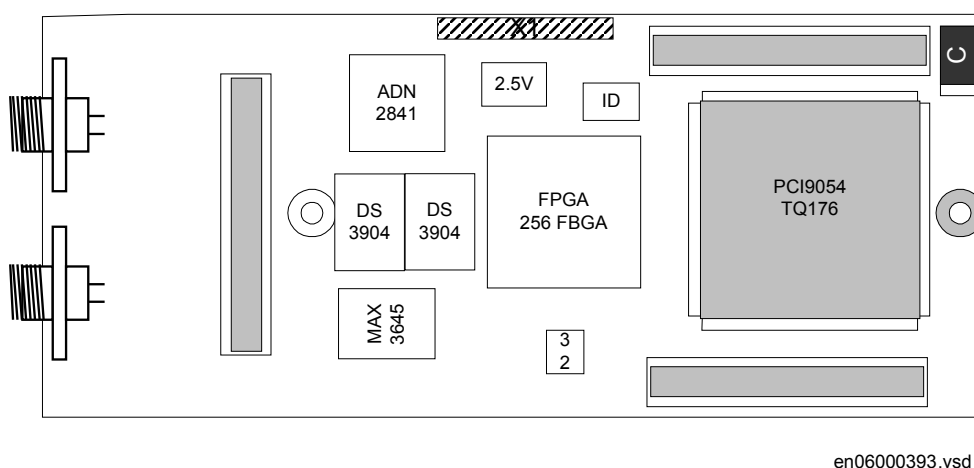 X1
C
ADN
2841
2.5V
ID
DS
3904
DS
3904
FPGA
256 FBGA
PCI9054
TQ176
MAX
3645
3
2
en06000393.vsd